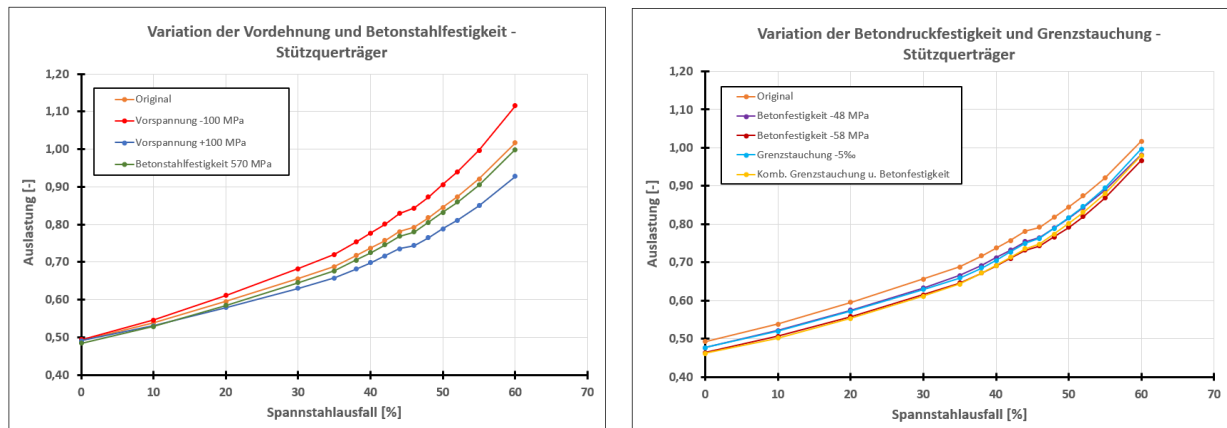 Variation der Vordehnung und Betonstahlfestigkeit -
Stützquerträger
1,20
1,10
1,00
0,90
0,80
0,70
0,60
0,50
0,40
Auslastung [-]
Original
Vorspannung -100 MPa
Vorspannung +100 MPa
Betonstahlfestigkeit 570 MPa
0 10 20 30 40 50 60 70
Spannstahlausfall [%]
Variation der Betondruckfestigkeit und Grenzstauchung -
Stützquerträger
1,20
1,10
1,00
0,90
0,80
0,70
0,60
0,50
0,40
Auslastung [-]
Original
Betonfestigkeit -48 MPa
Betonfestigkeit -58 MPa
Grenzstauchung -5‰
Komb. Grenzstauchung u. Betonfestigkeit
0 10 20 30 40 50 60 70
Spannstahlausfall [%]